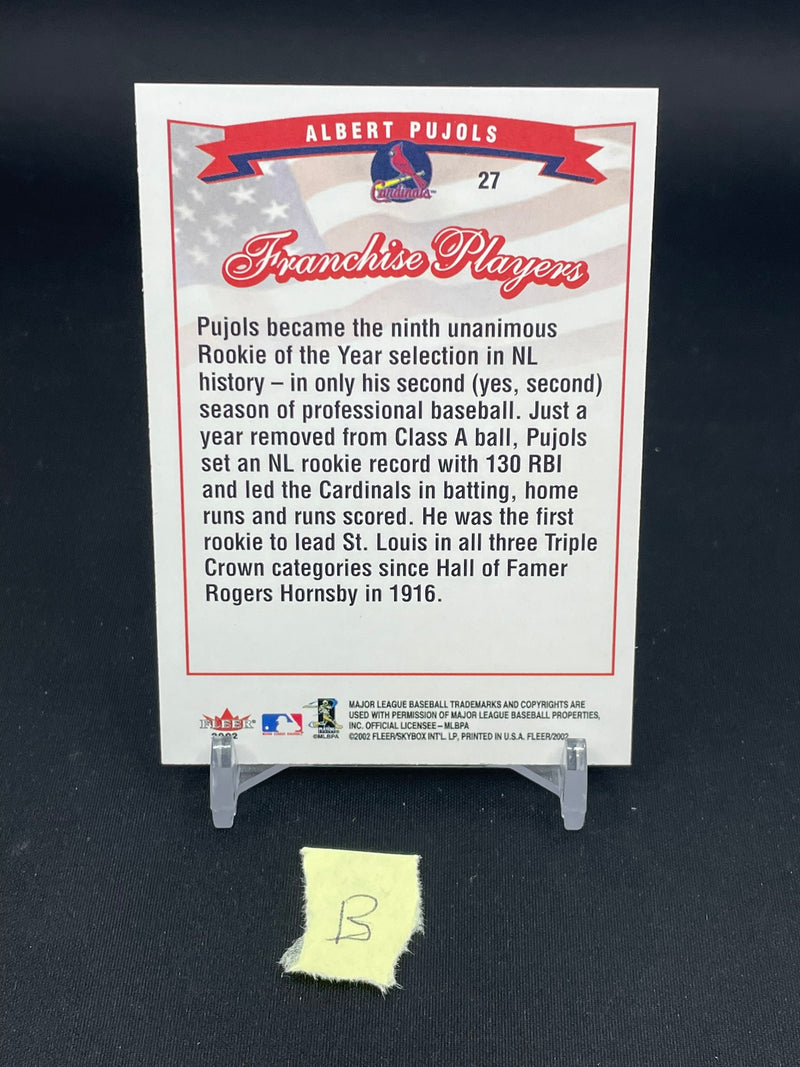 ALBERT PUJOLS
Cardinals™
27
Franchise Players
Pujols became the ninth unanimous
Rookie of the Year selection in NL
history – in only his second (yes, second)
season of professional baseball. Just a
year removed from Class A ball, Pujols
set an NL rookie record with 130 RBI
and led the Cardinals in batting, home
runs and runs scored. He was the first
rookie to lead St. Louis in all three Triple
Crown categories since Hall of Famer
Rogers Hornsby in 1916.
FLEER
2002
©MLBPA
MAJOR LEAGUE BASEBALL TRADEMARKS AND COPYRIGHTS ARE
USED WITH PERMISSION OF MAJOR LEAGUE BASEBALL PROPERTIES,
INC. OFFICIAL LICENSEE – MLBPA
©2002 FLEER/SKYBOX INT'L. LP, PRINTED IN U.S.A. FLEER/2002
B